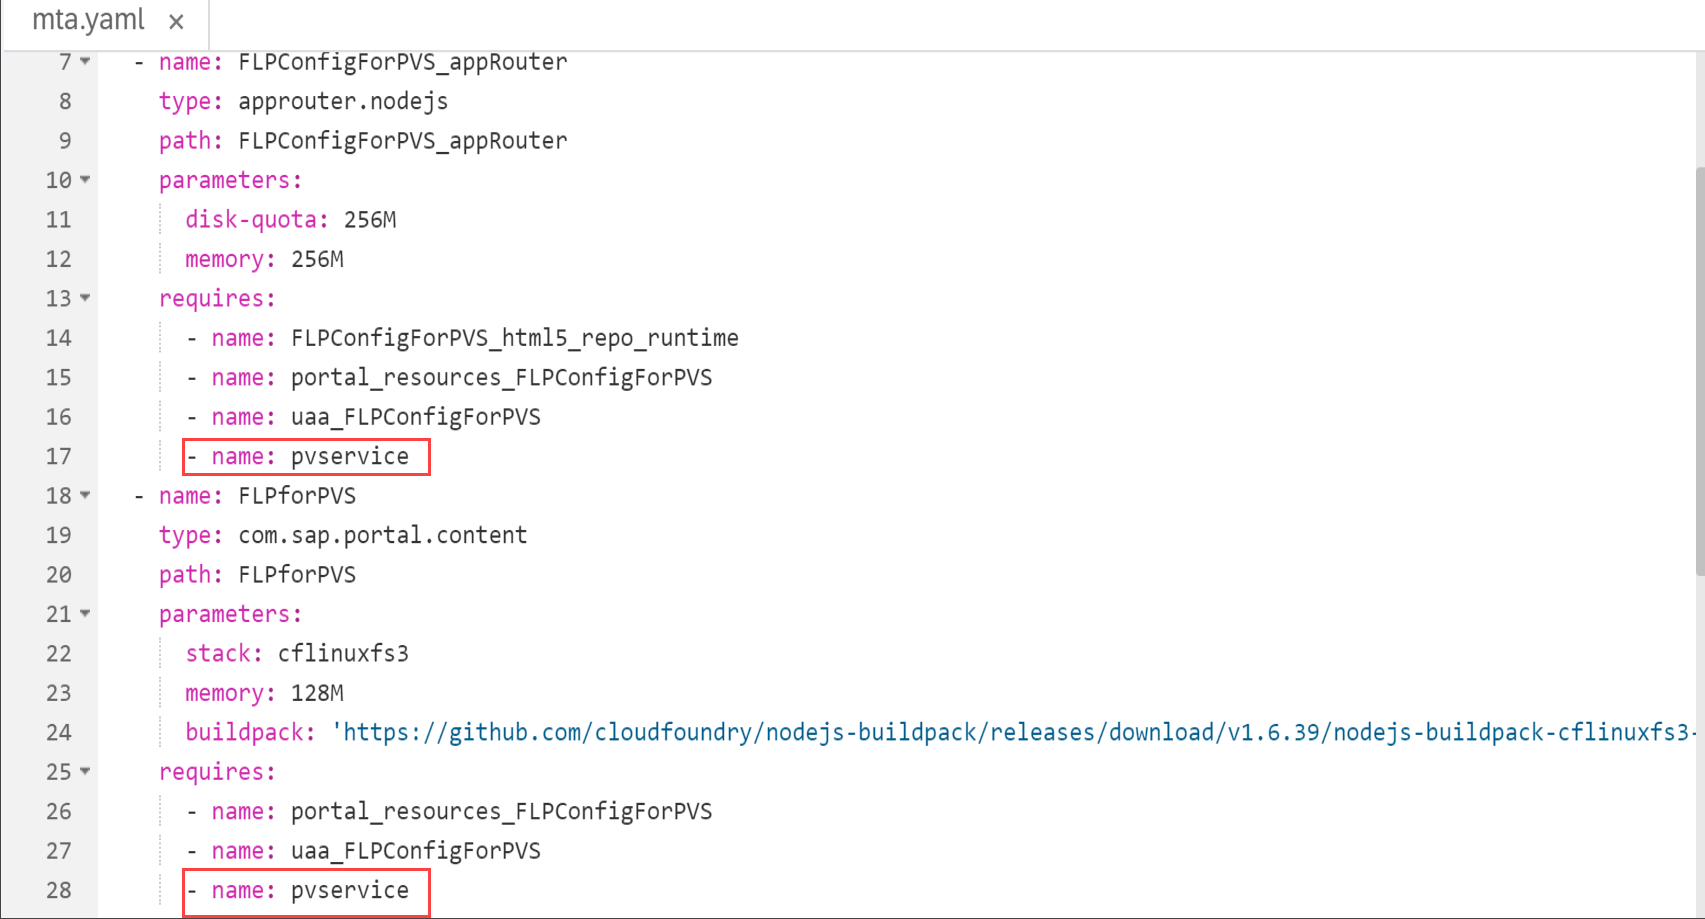 mta.yaml ×
7 - name: FLPConfigForPVS_appRouter
8 type: approuter.nodejs
9 path: FLPConfigForPVS_appRouter
10 parameters:
11 disk-quota: 256M
12 memory: 256M
13 requires:
14 - name: FLPConfigForPVS_html5_repo_runtime
15 - name: portal_resources_FLPConfigForPVS
16 - name: uaa_FLPConfigForPVS
17 - name: pvservice
18 - name: FLPforPVS
19 type: com.sap.portal.content
20 path: FLPforPVS
21 parameters:
22 stack: cflinuxfs3
23 memory: 128M
24 buildpack: 'https://github.com/cloudfoundry/nodejs-buildpack/releases/download/v1.6.39/nodejs-buildpack-cflinuxfs3-
25 requires:
26 - name: portal_resources_FLPConfigForPVS
27 - name: uaa_FLPConfigForPVS
28 - name: pvservice